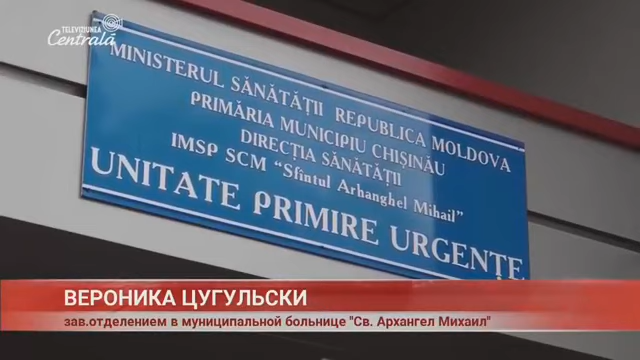 TELEVIZIUNEA
Centrală
MINISTERUL SĂNĂTĂȚII REPUBLICA MOLDOVA
PRIMĂRIA MUNICIPIU CHIȘINĂU
DIRECȚIA SĂNĂTĂȚII
IMSP SCM "Sfîntul Arhanghel Mihail"
UNITATE PRIMIRE URGENȚE
ВЕРОНИКА ЦУГУЛЬСКИ
зав.отделением в муниципальной больнице "Св. Архангел Михаил"